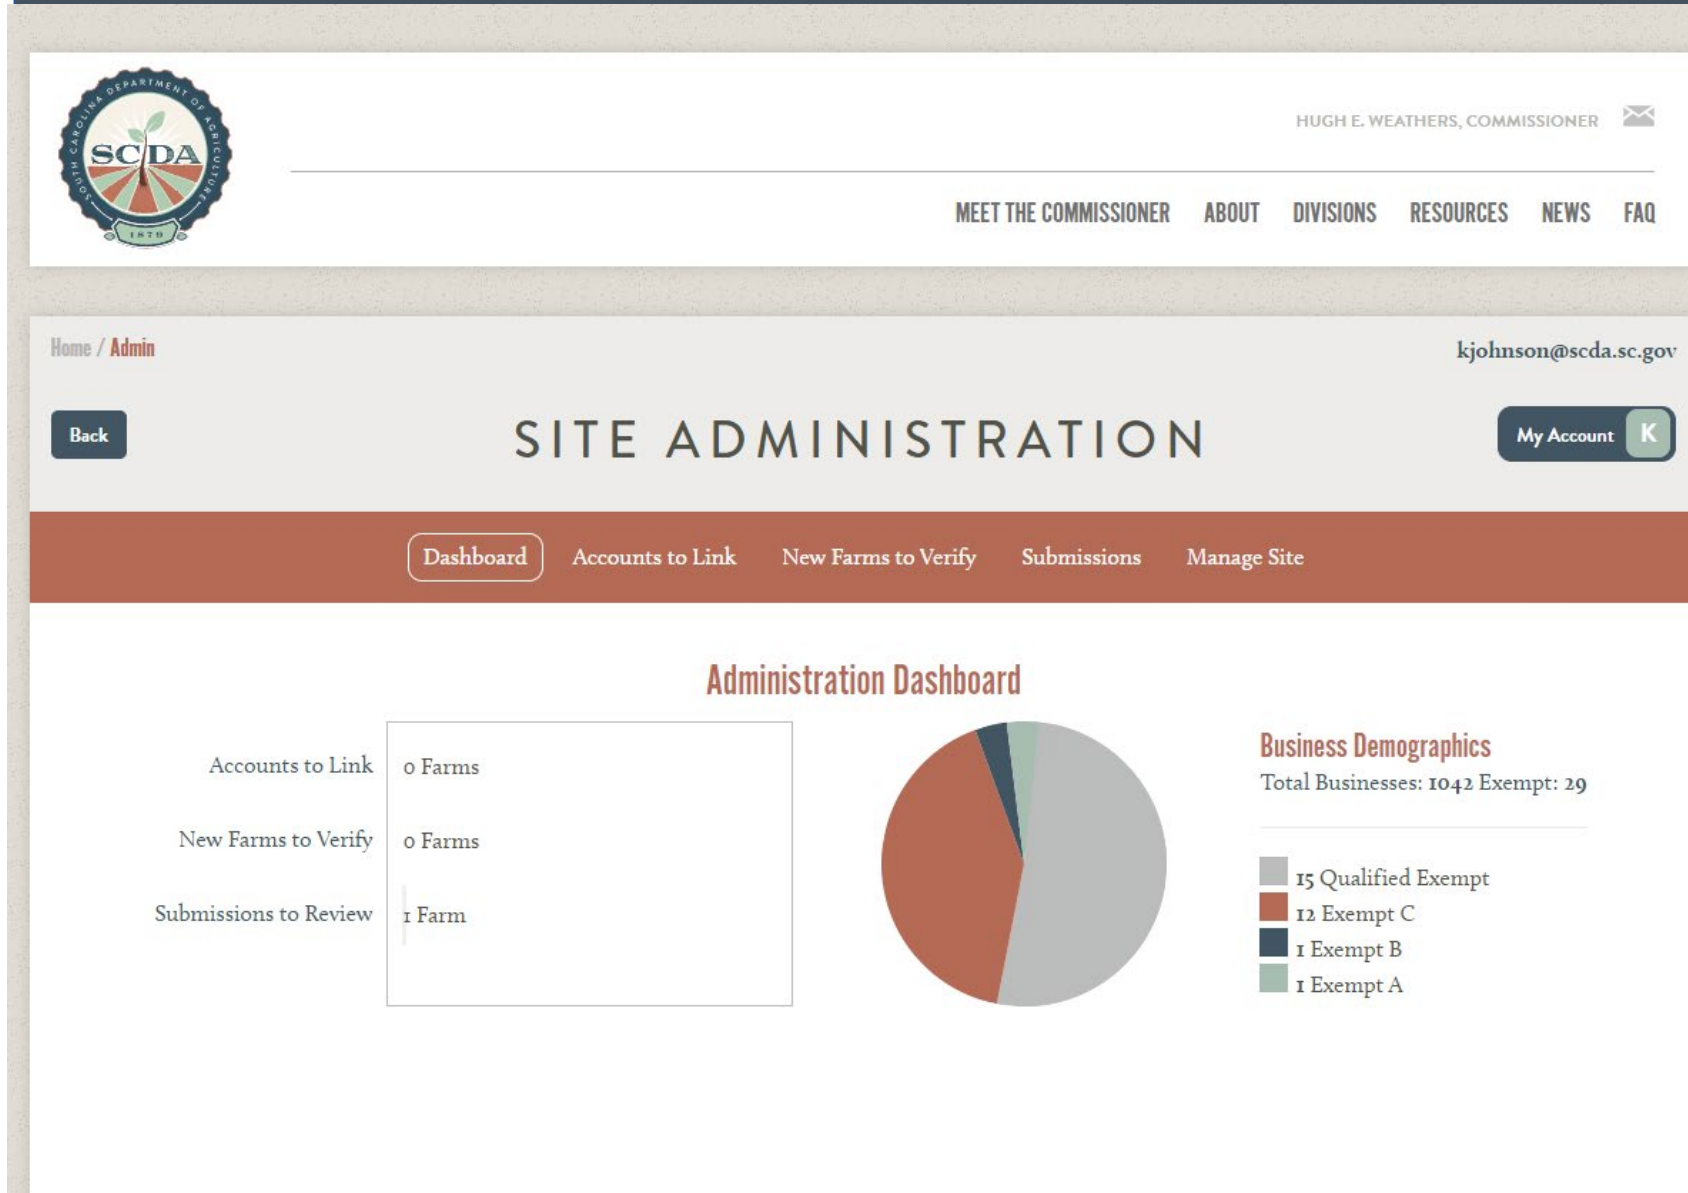 SOUTH CAROLINA DEPARTMENT OF AGRICULTURE
SCDA
1879
HUGH E. WEATHERS, COMMISSIONER
MEET THE COMMISSIONER ABOUT DIVISIONS RESOURCES NEWS FAQ
Home / Admin
kjohnson@scda.sc.gov
Back
SITE ADMINISTRATION
My Account K
Dashboard Accounts to Link New Farms to Verify Submissions Manage Site
Administration Dashboard
Accounts to Link 0 Farms
New Farms to Verify 0 Farms
Submissions to Review 1 Farm
Business Demographics
Total Businesses: 1042 Exempt: 29
15 Qualified Exempt
12 Exempt C
1 Exempt B
1 Exempt A